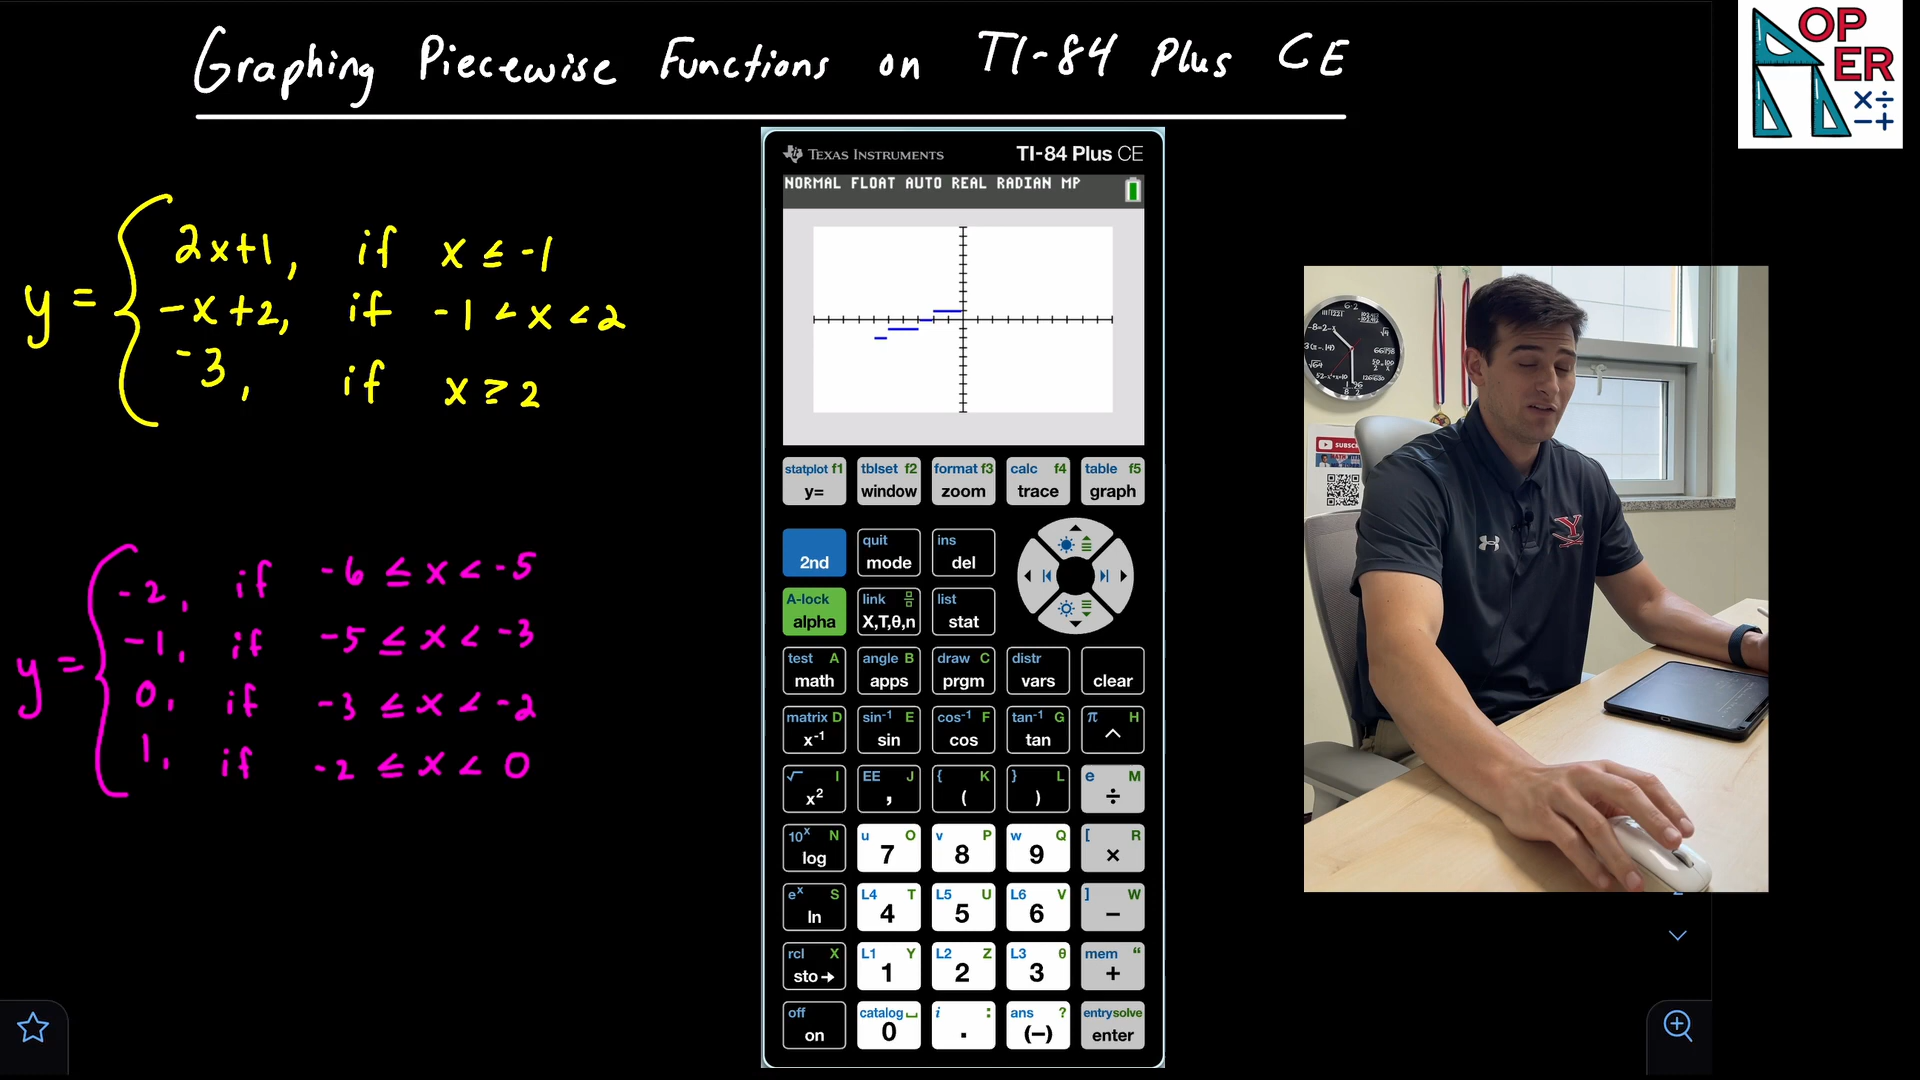 Graphing Piecewise Functions on TI-84 Plus CE
OP
ER
×÷
−+
y = { 2x+1, if x ≤ -1
-x+2, if -1 < x < 2
-3, if x ≥ 2
y = { -2, if -6 ≤ x < -5
-1, if -5 ≤ x < -3
0, if -3 ≤ x < -2
1, if -2 ≤ x < 0
TEXAS INSTRUMENTS TI-84 Plus CE
NORMAL FLOAT AUTO REAL RADIAN MP
statplot f1 tblset f2 format f3 calc f4 table f5
y= window zoom trace graph
quit ins
2nd mode del
A-lock link list
alpha X,T,θ,n stat
test A angle B draw C distr
math apps prgm vars clear
matrix D sin⁻¹ E cos⁻¹ F tan⁻¹ G π H
x⁻¹ sin cos tan ^
√ I EE J { K } L e M
x² , ( ) ÷
10ˣ N u O v P w Q [ R
log 7 8 9 ×
eˣ S L4 T L5 U L6 V ] W
ln 4 5 6 −
rcl X L1 Y L2 Z L3 θ mem “
sto→ 1 2 3 +
off catalog i : ans ? entry solve
on 0 . (−) enter
Y